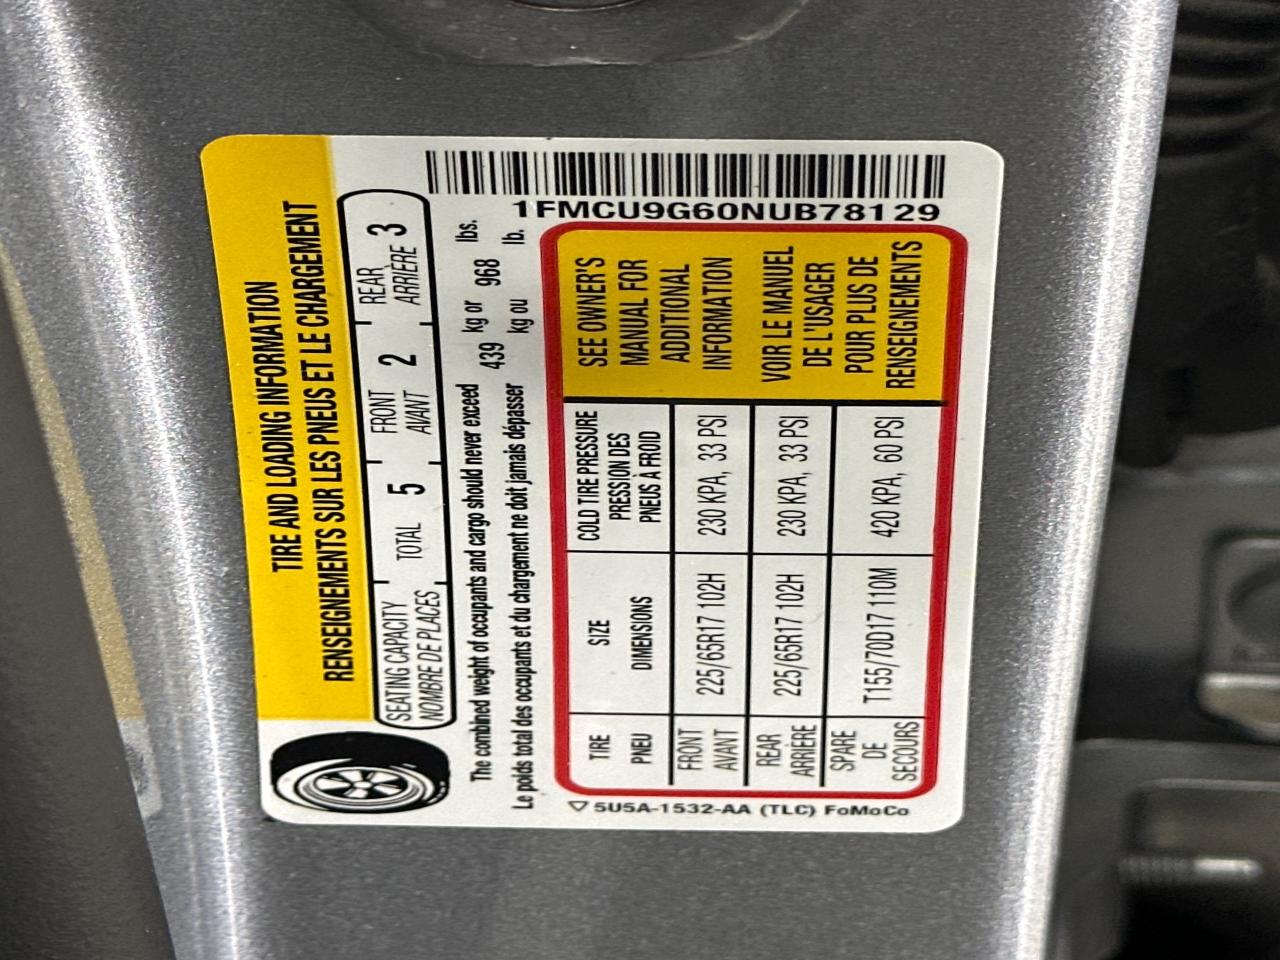 TIRE AND LOADING INFORMATION
RENSEIGNEMENTS SUR LES PNEUS ET LE CHARGEMENT
SEATING CAPACITY TOTAL 5 FRONT 2 REAR 3
NOMBRE DE PLACES AVANT ARRIÈRE
The combined weight of occupants and cargo should never exceed 439 kg or 968 lbs.
Le poids total des occupants et du chargement ne doit jamais dépasser kg ou lb.
1FMCU9G60NUB78129
TIRE SIZE COLD TIRE PRESSURE
PNEU DIMENSIONS PRESSION DES
PNEUS À FROID
FRONT 225/65R17 102H 230 KPA, 33 PSI
AVANT
REAR 225/65R17 102H 230 KPA, 33 PSI
ARRIÈRE
SPARE T155/70D17 110M 420 KPA, 60 PSI
DE
SECOURS
SEE OWNER'S
MANUAL FOR
ADDITIONAL
INFORMATION
VOIR LE MANUEL
DE L'USAGER
POUR PLUS DE
RENSEIGNEMENTS
5U5A-1532-AA (TLC) FoMoCo